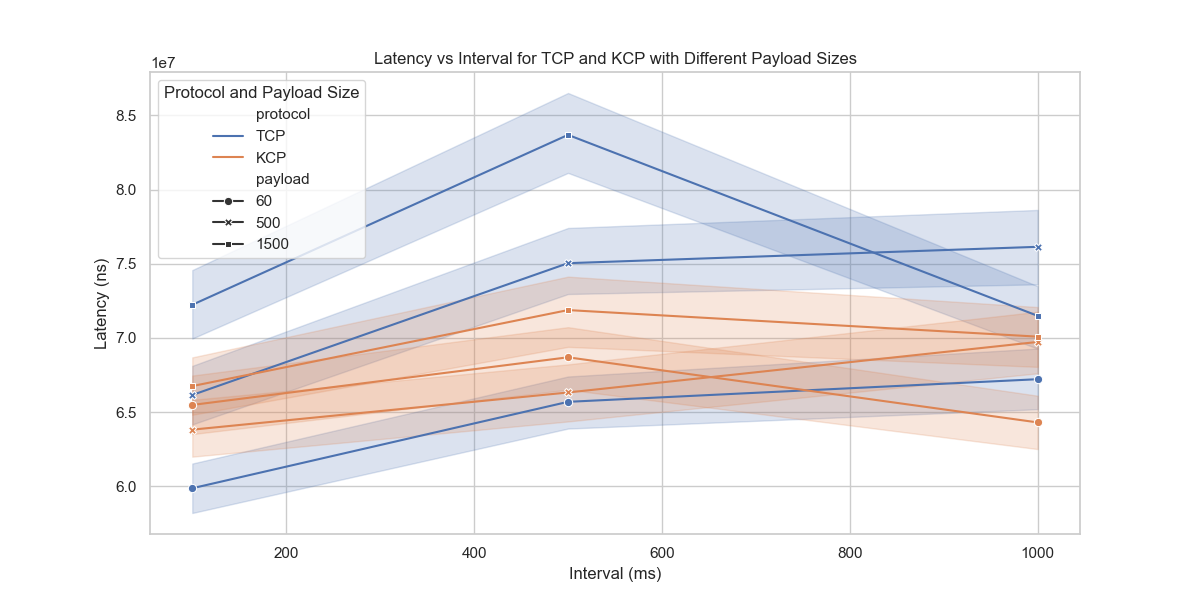 Latency vs Interval for TCP and KCP with Different Payload Sizes
1e7
Protocol and Payload Size
protocol
TCP
KCP
payload
60
500
1500
8.5
8.0
7.5
7.0
6.5
6.0
Latency (ns)
200
400
600
800
1000
Interval (ms)